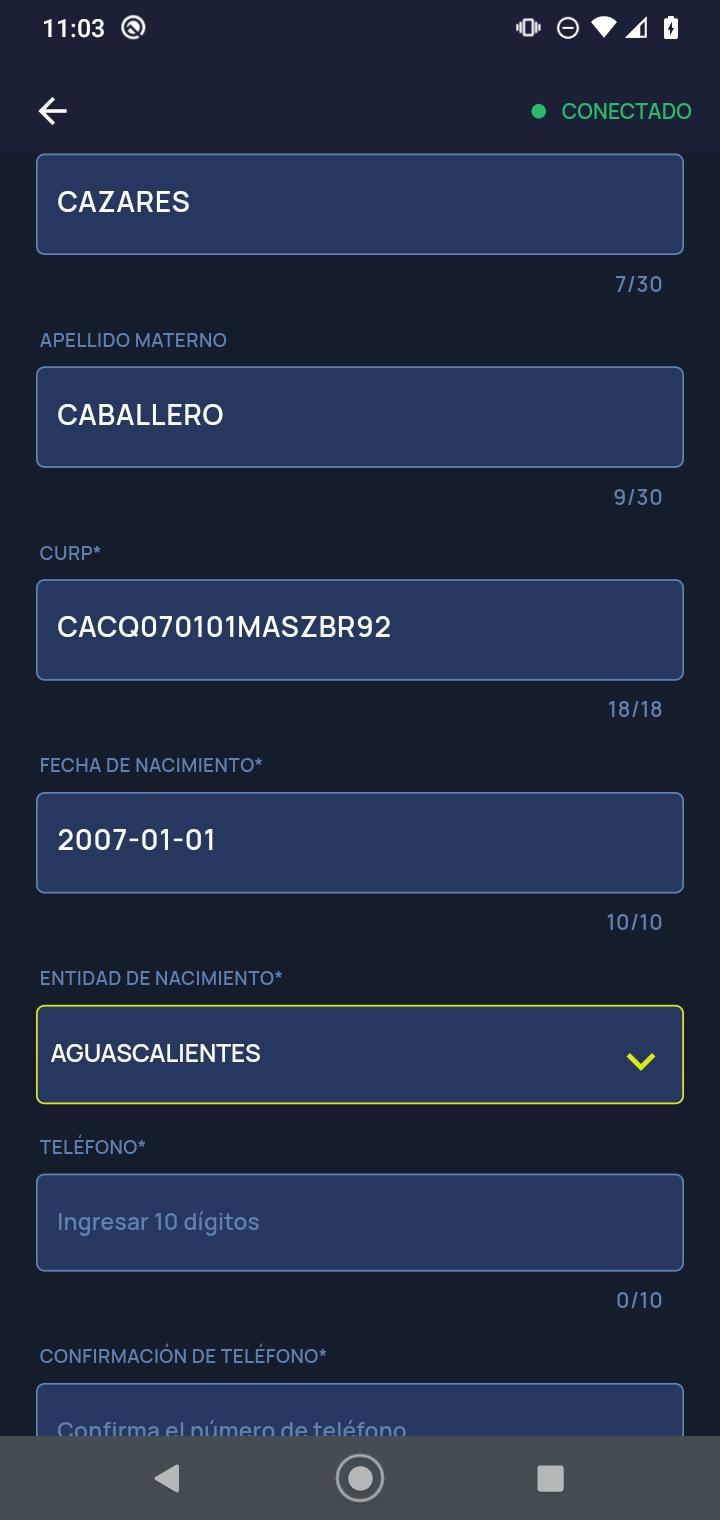 11:03
CONECTADO
CAZARES
7/30
APELLIDO MATERNO
CABALLERO
9/30
CURP*
CACQ070101MASZBR92
18/18
FECHA DE NACIMIENTO*
2007-01-01
10/10
ENTIDAD DE NACIMIENTO*
AGUASCALIENTES
TELÉFONO*
Ingresar 10 dígitos
0/10
CONFIRMACIÓN DE TELÉFONO*
Confirma el número de teléfono